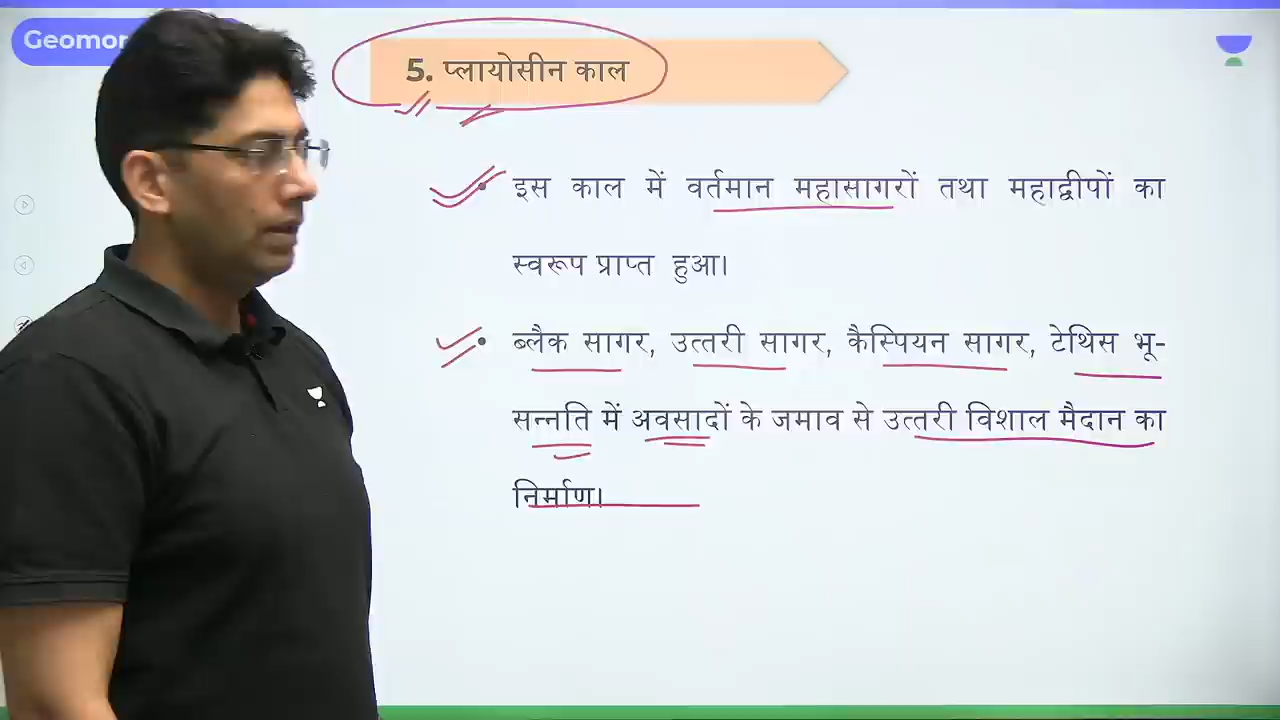 Geomor
5. प्लायोसीन काल
• इस काल में वर्तमान महासागरों तथा महाद्वीपों का
स्वरूप प्राप्त हुआ।
• ब्लैक सागर, उत्तरी सागर, कैस्पियन सागर, टेथिस भू-
सन्नति में अवसादों के जमाव से उत्तरी विशाल मैदान का
निर्माण।